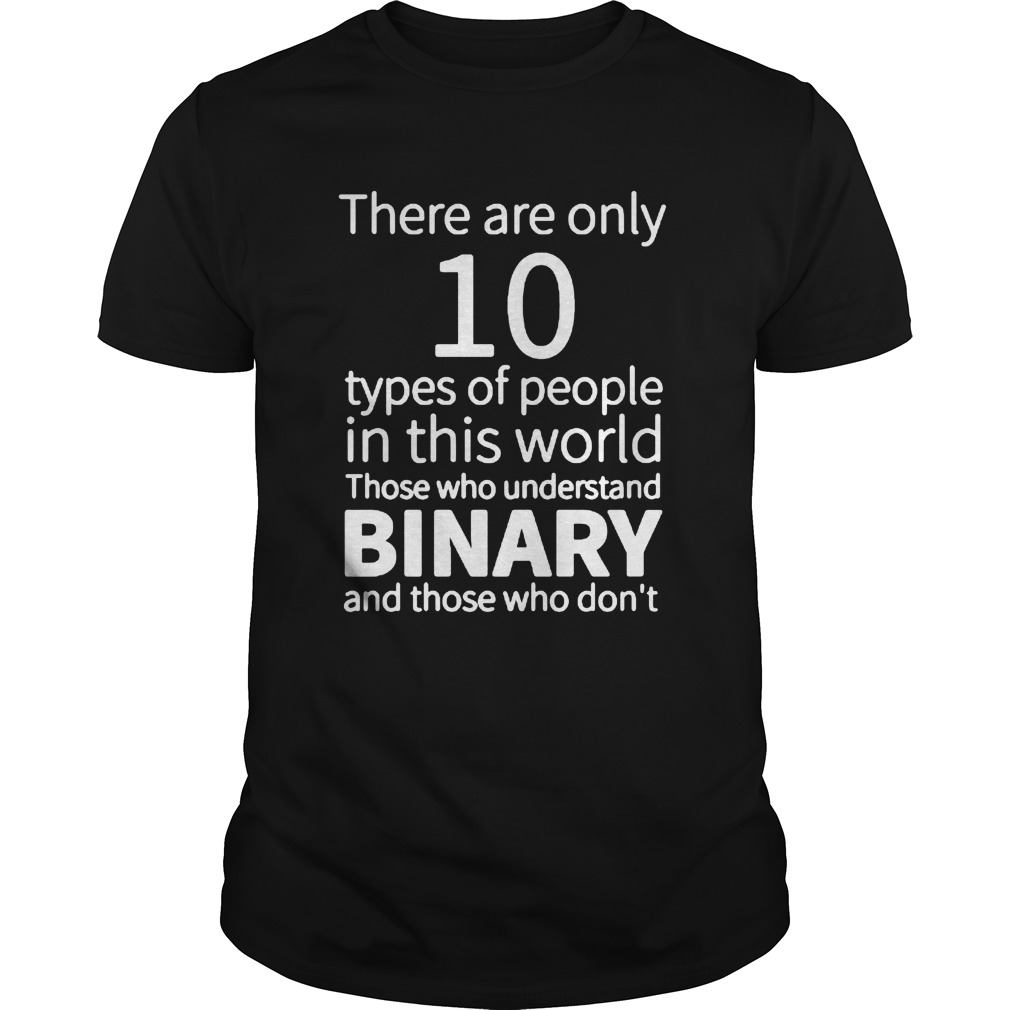 There are only
10
types of people
in this world
Those who understand
BINARY
and those who don't